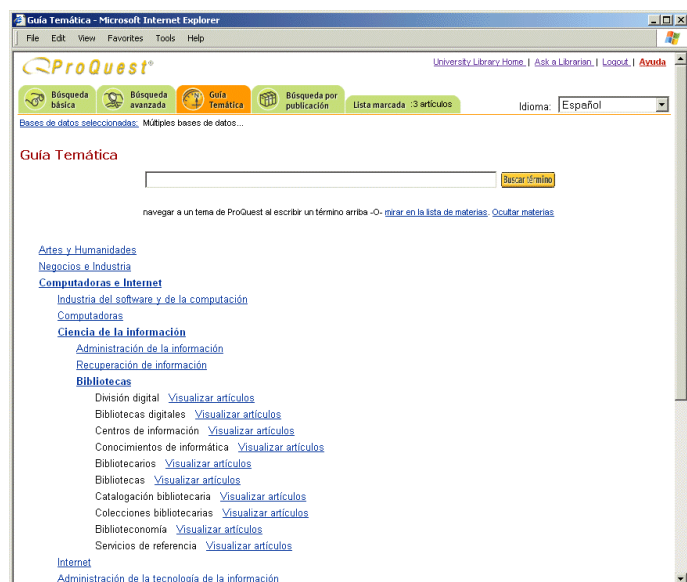 Guía Temática - Microsoft Internet Explorer
File Edit View Favorites Tools Help
ProQuest®
University Library Home | Ask a Librarian | Logout | Ayuda
Búsqueda básica
Búsqueda avanzada
Guía Temática
Búsqueda por publicación
Lista marcada :3 artículos
Idioma: Español
Bases de datos seleccionadas: Múltiples bases de datos...
Guía Temática
Buscar término
navegar a un tema de ProQuest al escribir un término arriba -O- mirar en la lista de materias. Ocultar materias
Artes y Humanidades
Negocios e Industria
Computadoras e Internet
Industria del software y de la computación
Computadoras
Ciencia de la información
Administración de la información
Recuperación de información
Bibliotecas
División digital Visualizar artículos
Bibliotecas digitales Visualizar artículos
Centros de información Visualizar artículos
Conocimientos de informática Visualizar artículos
Bibliotecarios Visualizar artículos
Bibliotecas Visualizar artículos
Catalogación bibliotecaria Visualizar artículos
Colecciones bibliotecarias Visualizar artículos
Biblioteconomía Visualizar artículos
Servicios de referencia Visualizar artículos
Internet
Administración de la tecnología de la información